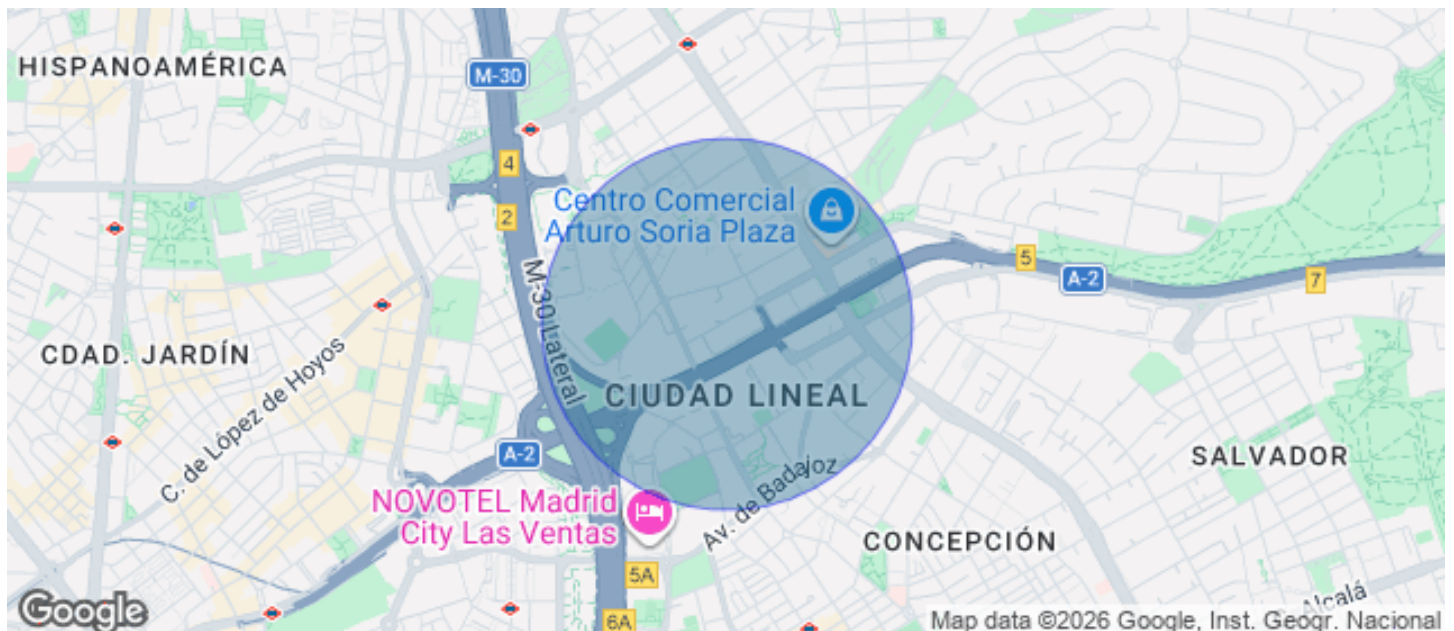 HISPANOAMÉRICA
M-30
4
2
Centro Comercial
Arturo Soria Plaza
5
A-2
7
M-30 Lateral
CDAD. JARDÍN
C. de López de Hoyos
CIUDAD LINEAL
A-2
SALVADOR
NOVOTEL Madrid
City Las Ventas
Av. de Badajoz
CONCEPCIÓN
5A
6A
Alcalá
Google
Map data ©2026 Google, Inst. Geogr. Nacional